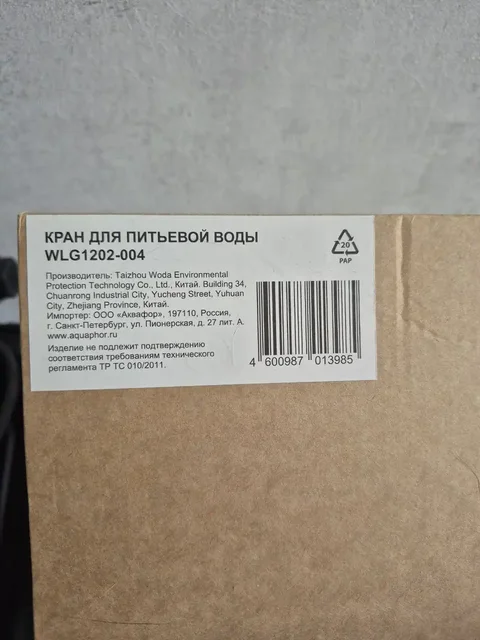 КРАН ДЛЯ ПИТЬЕВОЙ ВОДЫ
WLG1202-004
Производитель: Taizhou Woda Environmental
Protection Technology Co., Ltd., Китай. Building 34,
Chuanrong Industrial City, Yucheng Street, Yuhuan
City, Zhejiang Province, Китай.
Импортер: ООО «Аквафор», 197110, Россия,
г. Санкт-Петербург, ул. Пионерская, д. 27 лит. А.
www.aquaphor.ru
Изделие не подлежит подтверждению
соответствия требованиям технического
регламента ТР ТС 010/2011.
20
PAP
4 600987 013985